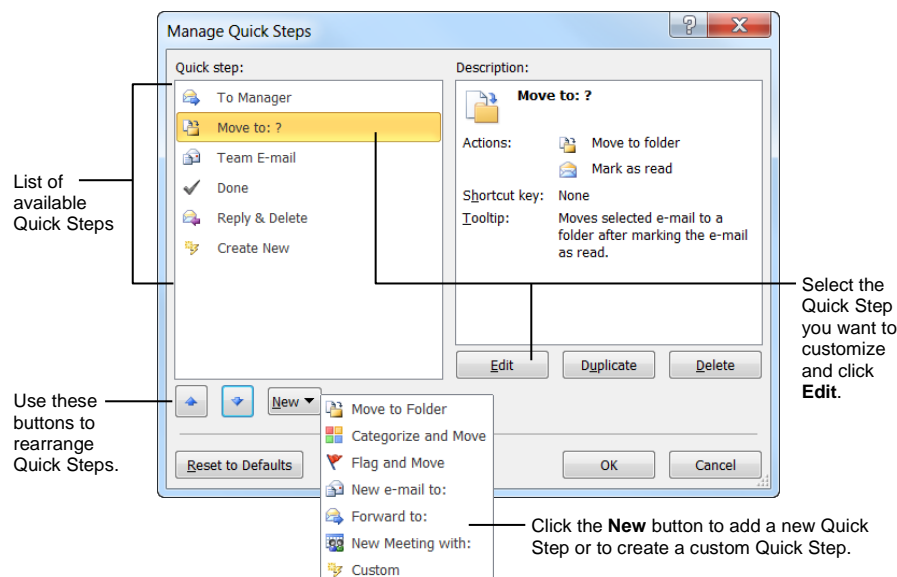 Manage Quick Steps
Quick step:
To Manager
Move to: ?
Team E-mail
Done
Reply & Delete
Create New
Description:
Move to: ?
Actions:
Move to folder
Mark as read
Shortcut key: None
Tooltip: Moves selected e-mail to a
folder after marking the e-mail
as read.
Edit
Duplicate
Delete
New
Move to Folder
Categorize and Move
Flag and Move
New e-mail to:
Forward to:
New Meeting with:
Custom
Reset to Defaults
OK
Cancel
List of
available
Quick Steps
Use these
buttons to
rearrange
Quick Steps.
Select the
Quick Step
you want to
customize
and click
Edit.
Click the New button to add a new Quick
Step or to create a custom Quick Step.